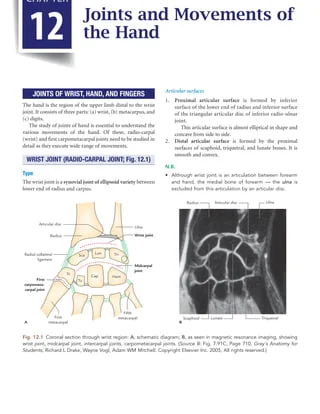 CHAPTER
12
Joints and Movements of
the Hand
JOINTS OF WRIST, HAND, AND FINGERS
The hand is the region of the upper limb distal to the wrist
joint. It consists of three parts: (a) wrist, (b) metacarpus, and
(c) digits.
The study of joints of hand is essential to understand the
various movements of the hand. Of these, radio-carpal
(wrist) and first carpometacarpal joints need to be studied in
detail as they execute wide range of movements.
WRIST JOINT (RADIO-CARPAL JOINT; Fig. 12.1)
Type
The wrist joint is a synovial joint of ellipsoid variety between
lower end of radius and carpus.
Articular surfaces
1. Proximal articular surface is formed by inferior
surface of the lower end of radius and inferior surface
of the triangular articular disc of inferior radio-ulnar
joint.
This articular surface is almost elliptical in shape and
concave from side to side.
2. Distal articular surface is formed by the proximal
surfaces of scaphoid, triquetral, and lunate bones. It is
smooth and convex.
N.B.
• Although wrist joint is an articulation between forearm
and hand, the medial bone of forearm — the ulna is
excluded from this articulation by an articular disc.
Articular disc
Radius
Radial collateral
ligament
First
carpometa-
carpal joint
First
metacarpal
A
Ulna
Wrist joint
Midcarpal
joint
Fifth
metacarpal
Sca
Lun
Tri
Tr
Tz
Cap
Ham
Radius
Articular disc
Ulna
Scaphoid
Lunate
Triquetral
B
Fig. 12.1 Coronal section through wrist region: A, schematic diagram; B, as seen in magnetic resonance imaging, showing
wrist joint, midcarpal joint, intercarpal joints, carpometacarpal joints. (Source B: Fig. 7.91C, Page 710, Gray's Anatomy for
Students, Richard L Drake, Wayne Vogl, Adam WM Mitchell. Copyright Elsevier Inc. 2005, All rights reserved.)